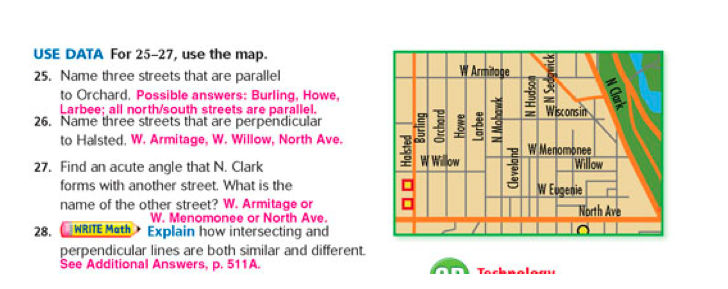 USE DATA For 25–27, use the map.
25. Name three streets that are parallel
to Orchard. Possible answers: Burling, Howe,
Larbee; all north/south streets are parallel.
26. Name three streets that are perpendicular
to Halsted. W. Armitage, W. Willow, North Ave.
27. Find an acute angle that N. Clark
forms with another street. What is the
name of the other street? W. Armitage or
W. Menomonee or North Ave.
28. WRITE Math Explain how intersecting and
perpendicular lines are both similar and different.
See Additional Answers, p. 511A.
W Armitage
Halsted
Burling
Orchard
Howe
Larbee
N Mohawk
Cleveland
N Hudson
N Sedgwick
N Clark
Wisconsin
W Willow
W Menomonee
Willow
W Eugenie
North Ave
Technology